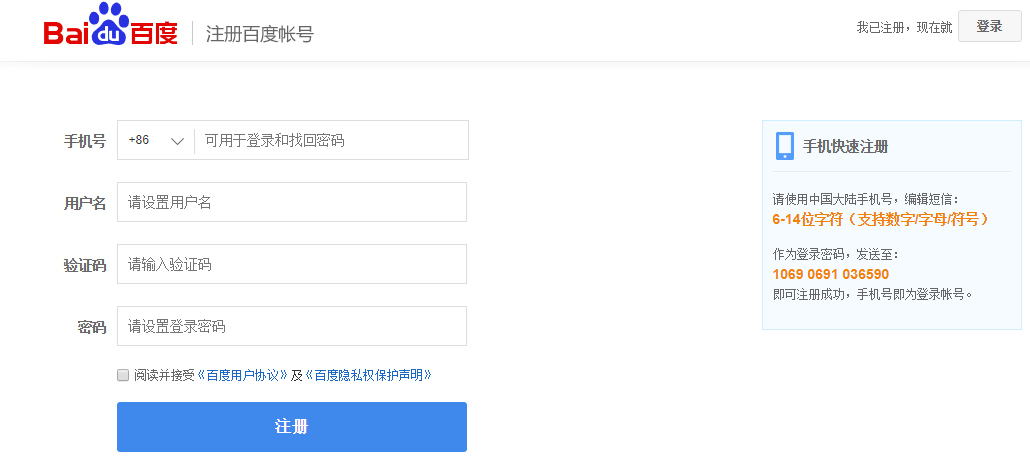 Bai du 百度 注册百度帐号
我已注册，现在就 登录
手机号 +86 可用于登录和找回密码
用户名 请设置用户名
验证码 请输入验证码
密码 请设置登录密码
阅读并接受《百度用户协议》及《百度隐私权保护声明》
注册
手机快速注册
请使用中国大陆手机号，编辑短信：
6-14位字符（支持数字/字母/符号）
作为登录密码，发送至：
1069 0691 036590
即可注册成功，手机号即为登录帐号。